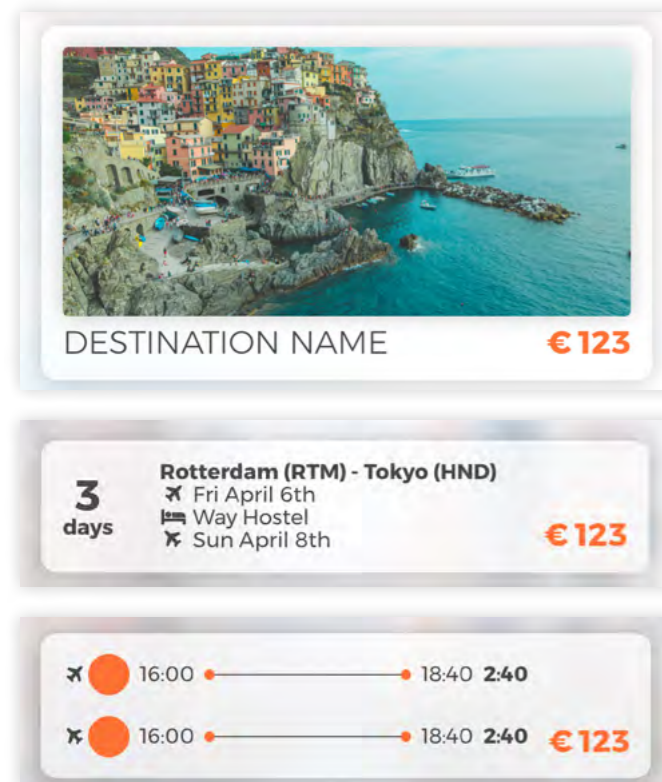 DESTINATION NAME €123
Rotterdam (RTM) - Tokyo (HND)
3 days
Fri April 6th
Way Hostel
Sun April 8th
€123
16:00 18:40 2:40
16:00 18:40 2:40 €123